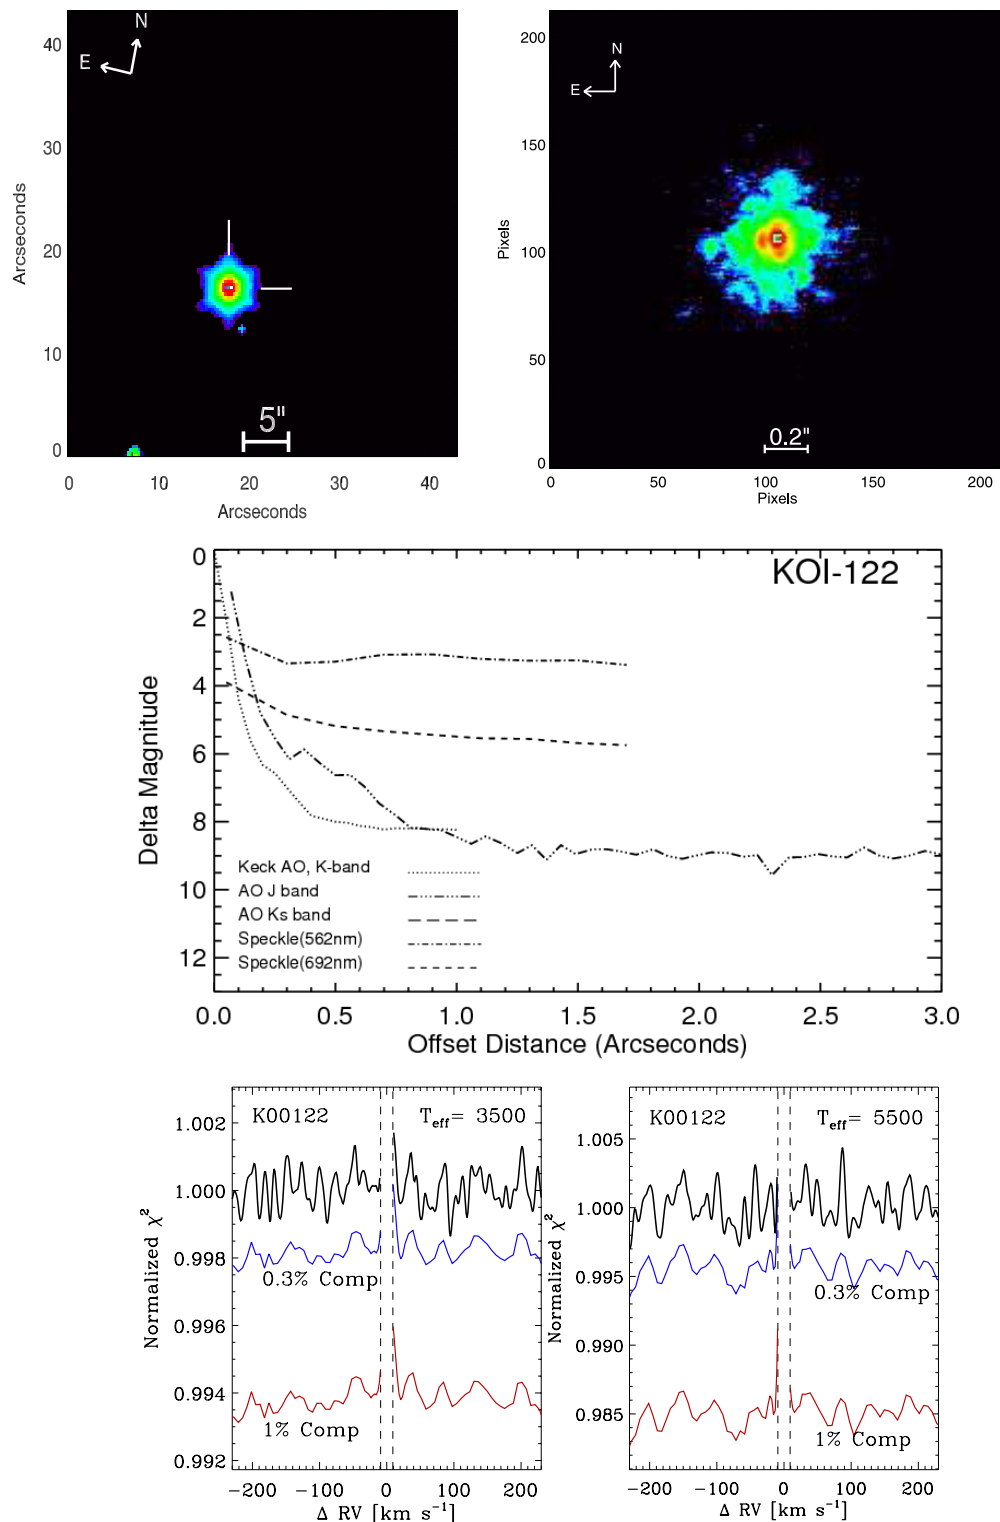 N
E
40
30
20
10
0
Arcseconds
5"
0 10 20 30 40
Arcseconds
N
E
200
150
100
50
0
Pixels
0.2"
0 50 100 150 200
Pixels
KOI-122
0
2
4
6
8
10
12
Delta Magnitude
Keck AO, K-band
AO J band
AO Ks band
Speckle(562nm)
Speckle(692nm)
0.0 0.5 1.0 1.5 2.0 2.5 3.0
Offset Distance (Arcseconds)
K00122 Teff= 3500
1.002
1.000
0.998
0.996
0.994
0.992
Normalized χ²
0.3% Comp
1% Comp
-200 -100 0 100 200
Δ RV [km s⁻¹]
K00122 Teff= 5500
1.005
1.000
0.995
0.990
0.985
Normalized χ²
0.3% Comp
1% Comp
-200 -100 0 100 200
Δ RV [km s⁻¹]